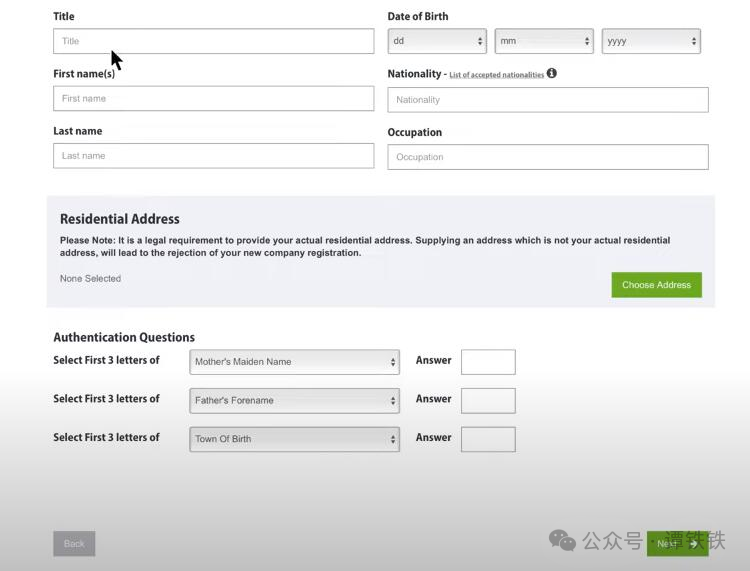 Title
Title
First name(s)
First name
Last name
Last name
Date of Birth
dd mm yyyy
Nationality - List of accepted nationalities
Nationality
Occupation
Occupation
Residential Address
Please Note: It is a legal requirement to provide your actual residential address. Supplying an address which is not your actual residential
address, will lead to the rejection of your new company registration.
None Selected
Choose Address
Authentication Questions
Select First 3 letters of Mother's Maiden Name Answer
Select First 3 letters of Father's Forename Answer
Select First 3 letters of Town Of Birth Answer
Back
Next
公众号 · 谭铁铁